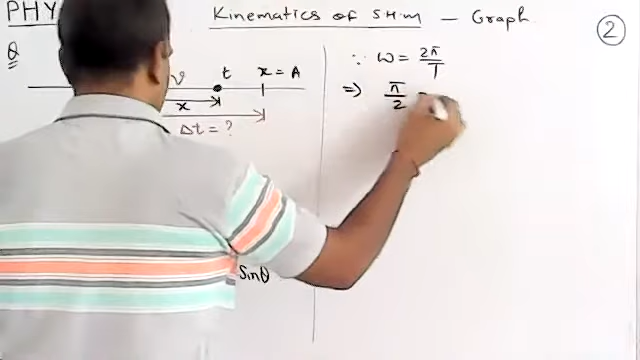 PHY
Kinematics of SHM – Graph
2
Q
v
t
x = A
x
Δt = ?
Sinθ
∵ ω = 2π/T
⇒ π/2 =